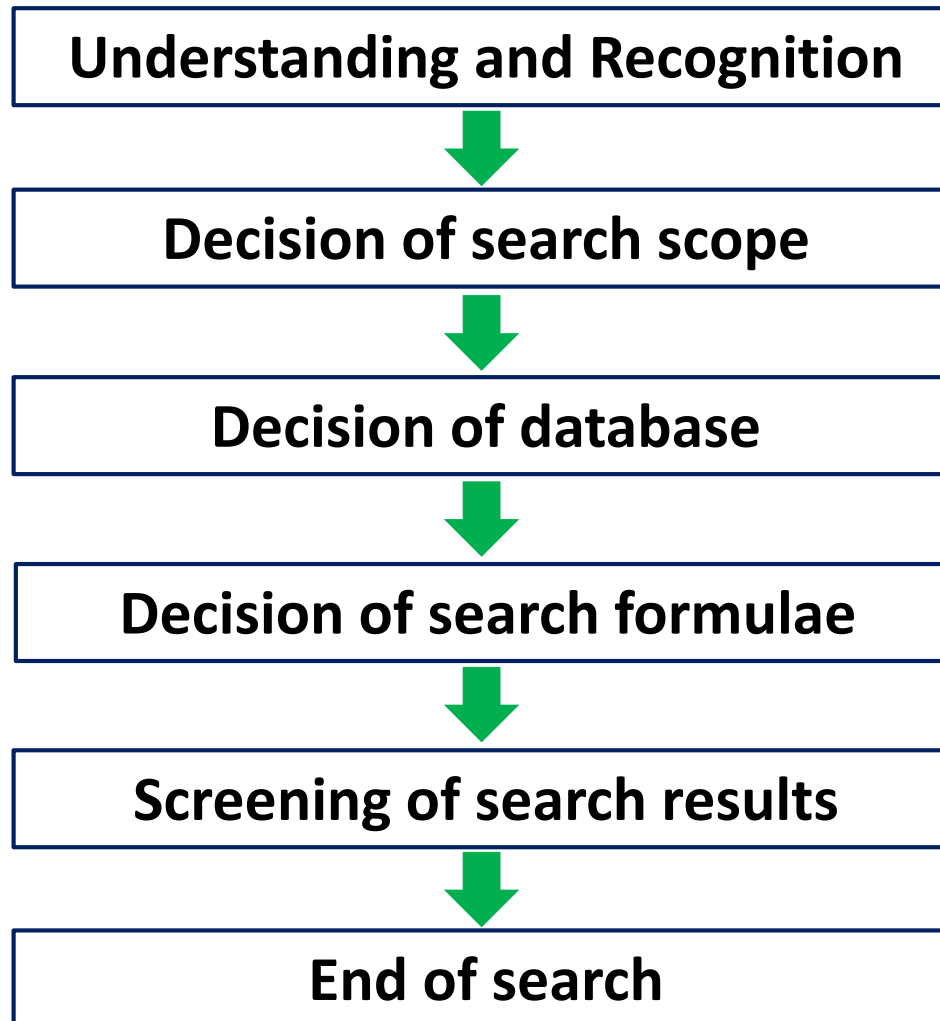 Understanding and Recognition
Decision of search scope
Decision of database
Decision of search formulae
Screening of search results
End of search